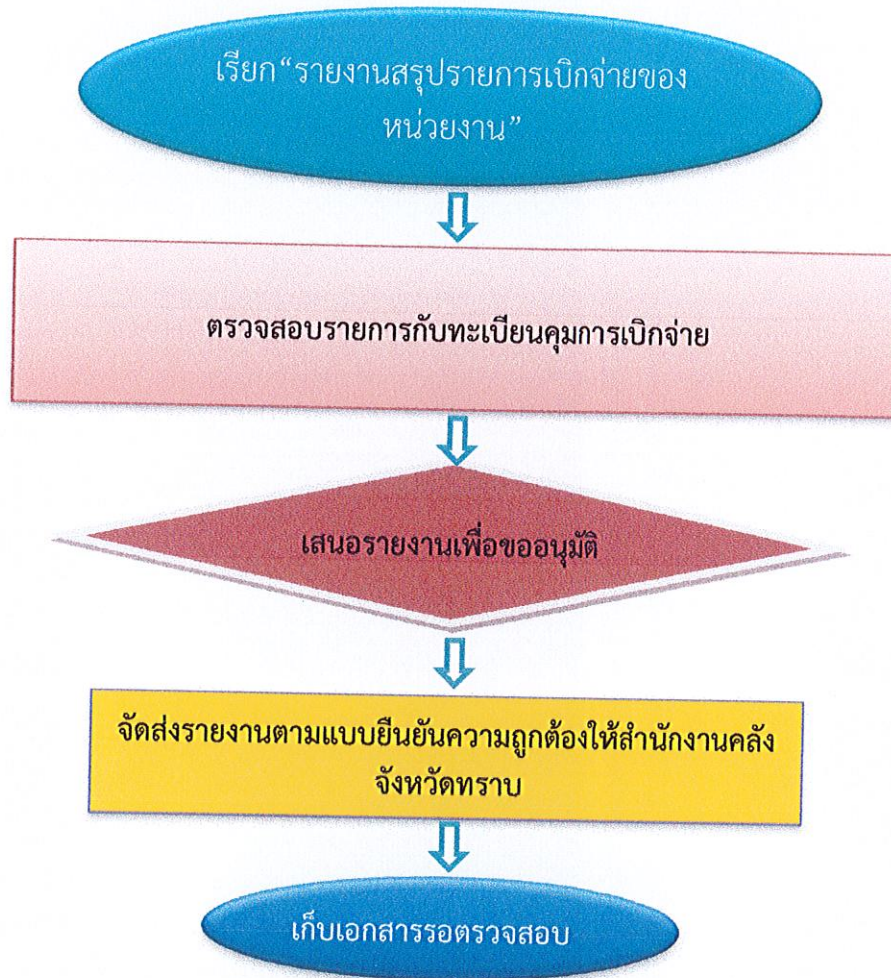 เรียก“รายงานสรุปรายการเบิกจ่ายของ
หน่วยงาน”
ตรวจสอบรายการกับทะเบียนคุมการเบิกจ่าย
เสนอรายงานเพื่อขออนุมัติ
จัดส่งรายงานตามแบบยืนยันความถูกต้องให้สำนักงานคลัง
จังหวัดทราบ
เก็บเอกสารรอตรวจสอบ